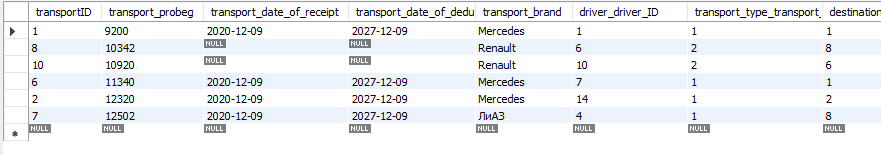 transportID transport_probeg transport_date_of_receipt transport_date_of_dedu transport_brand driver_driver_ID transport_type_transport_ destination
1 9200 2020-12-09 2027-12-09 Mercedes 1 1 1
8 10342 NULL NULL Renault 6 2 8
10 10920 NULL NULL Renault 10 2 6
6 11340 2020-12-09 2027-12-09 Mercedes 7 1 1
2 12320 2020-12-09 2027-12-09 Mercedes 14 1 2
7 12502 2020-12-09 2027-12-09 ЛиАЗ 4 1 8
NULL NULL NULL NULL NULL NULL NULL NULL